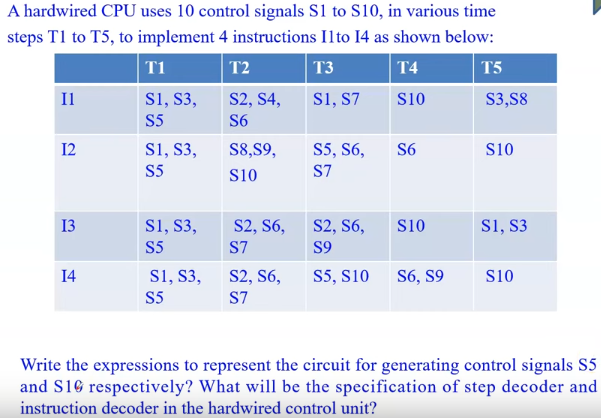 A hardwired CPU uses 10 control signals S1 to S10, in various time
steps T1 to T5, to implement 4 instructions I1to I4 as shown below:
T1 T2 T3 T4 T5
I1 S1, S3, S5 S2, S4, S6 S1, S7 S10 S3,S8
I2 S1, S3, S5 S8,S9, S10 S5, S6, S7 S6 S10
I3 S1, S3, S5 S2, S6, S7 S2, S6, S9 S10 S1, S3
I4 S1, S3, S5 S2, S6, S7 S5, S10 S6, S9 S10
Write the expressions to represent the circuit for generating control signals S5
and S10 respectively? What will be the specification of step decoder and
instruction decoder in the hardwired control unit?